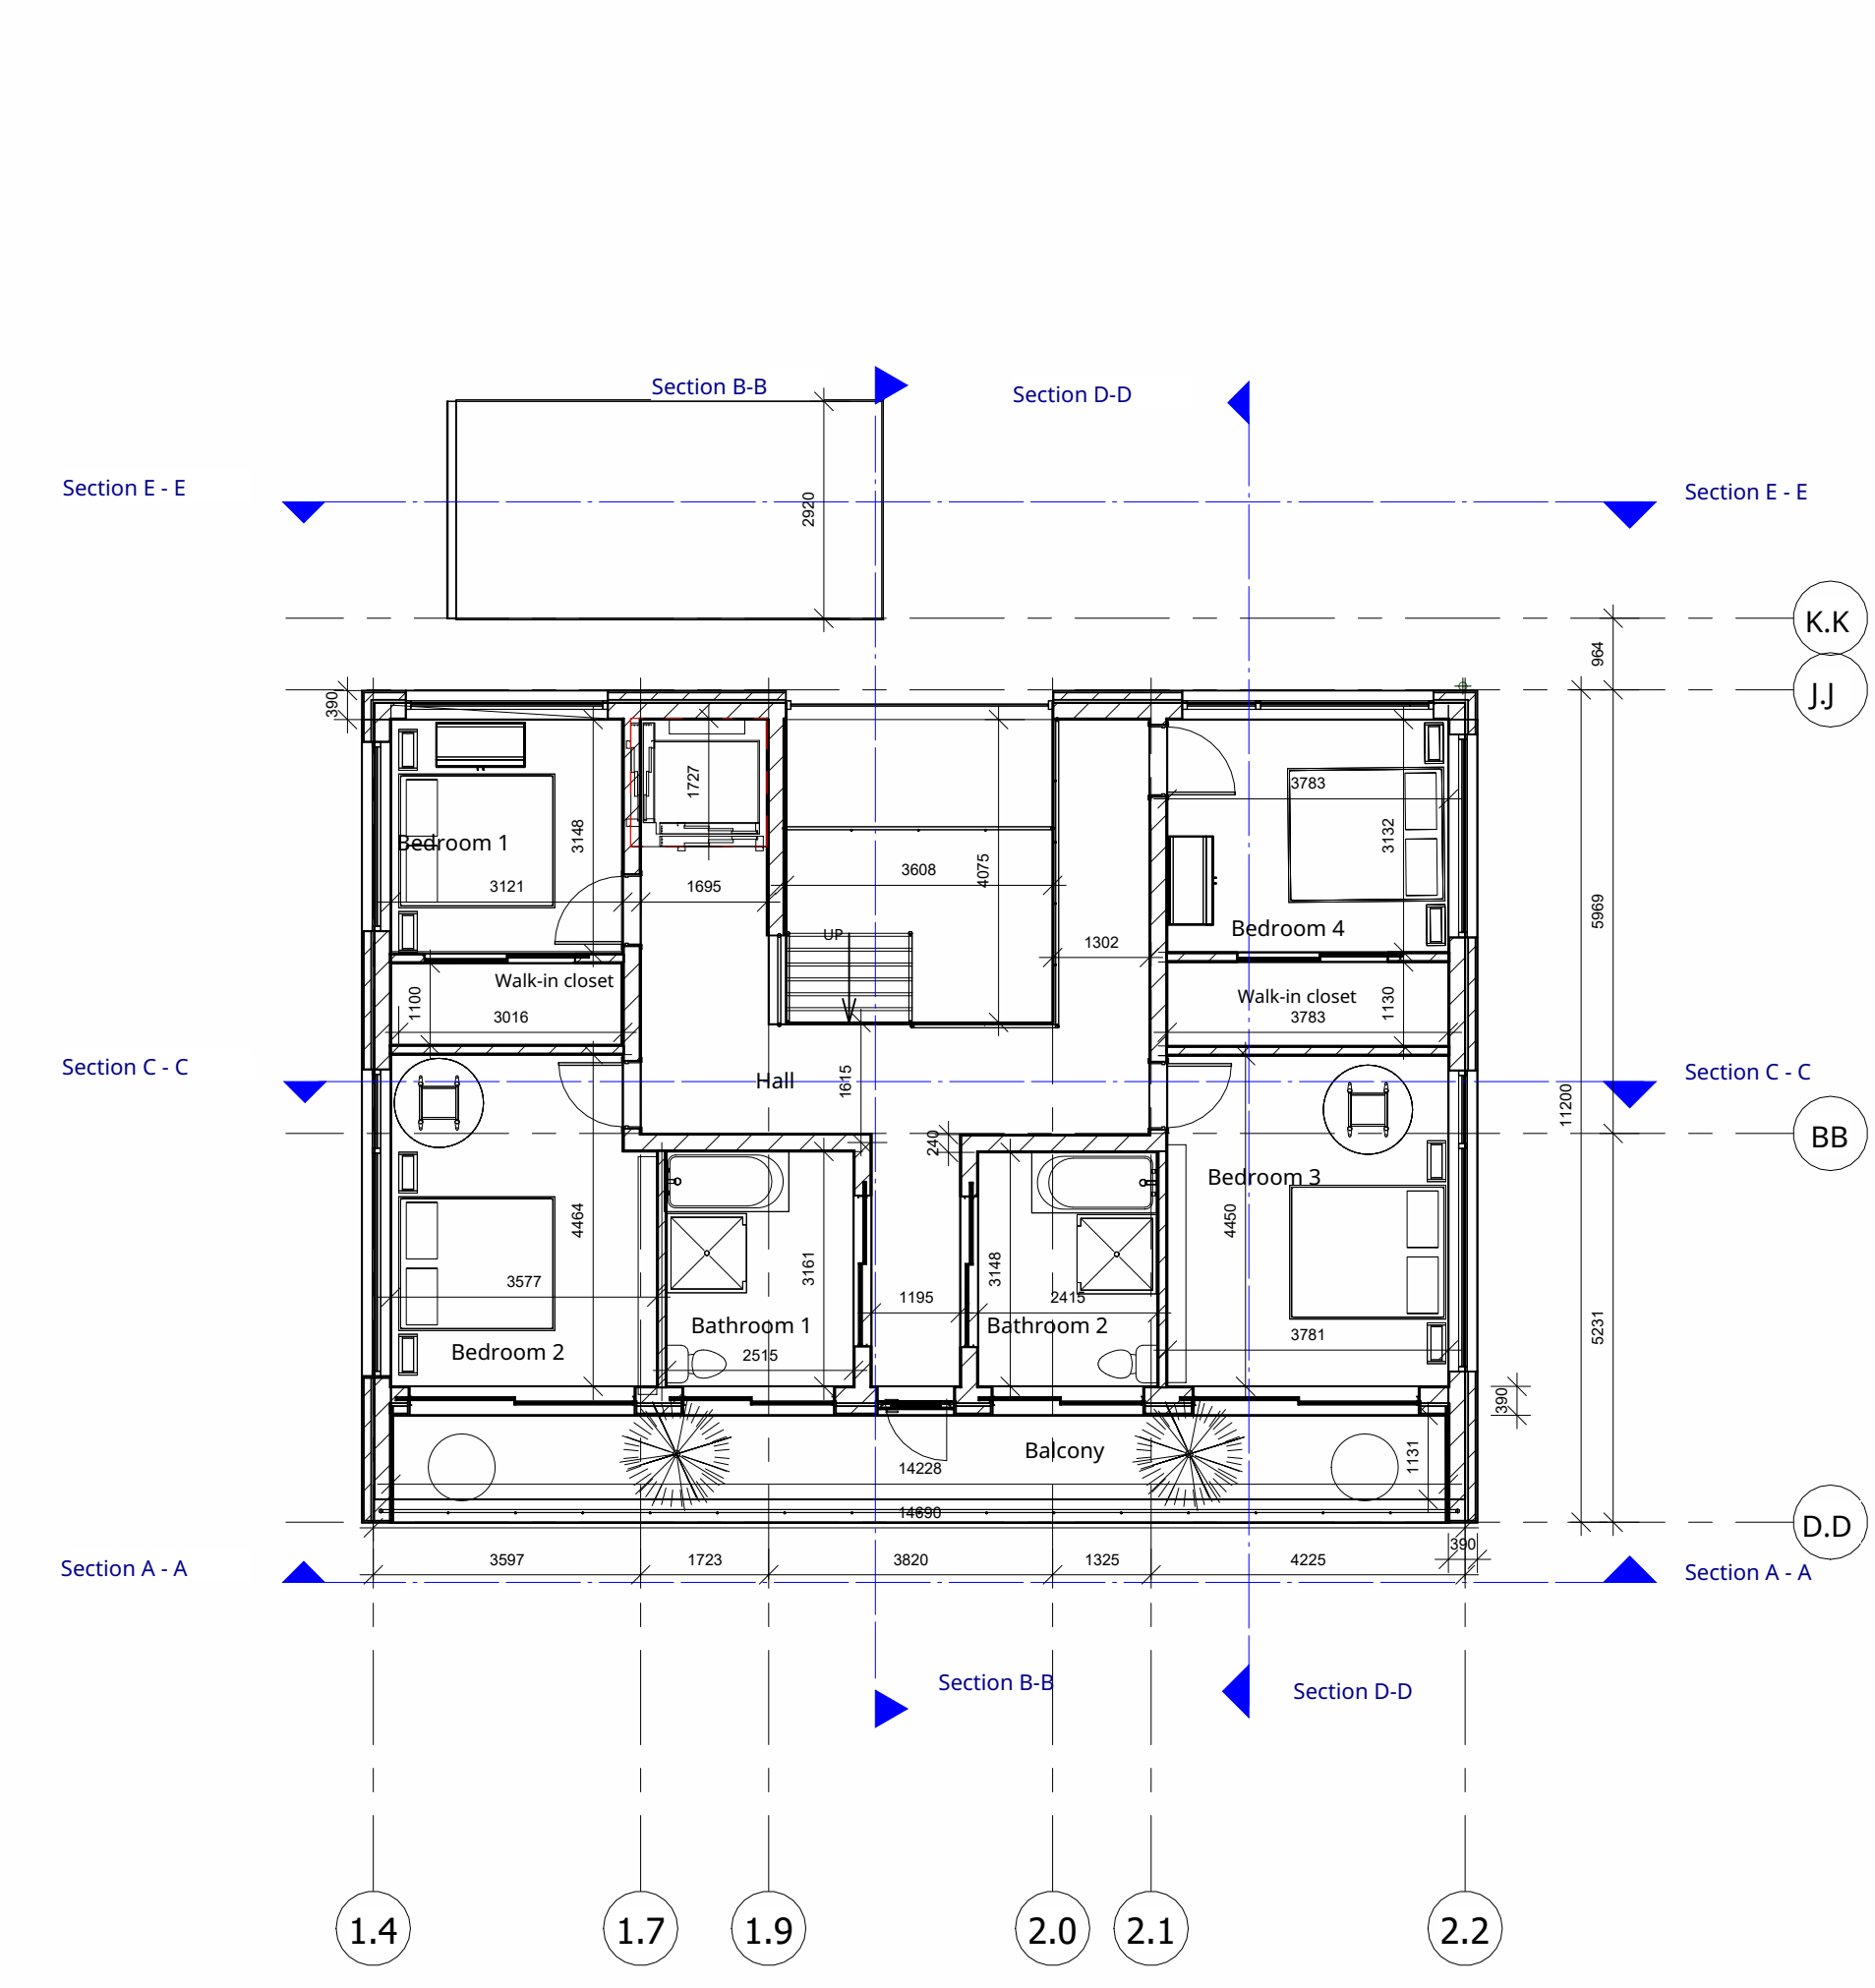 Section B-B
Section D-D
Section E - E
2920
Section E - E
K.K
964
J.J
390
1727
3783
3148
3132
Bedroom 1
3121
1695
3608
4075
5969
Bedroom 4
UP
1302
Walk-in closet
1100
3016
Walk-in closet
3783
1130
Section C - C
Hall
1615
Section C - C
11200
240
BB
Bedroom 3
4464
3161
3148
4450
3577
1195
2415
Bathroom 1
Bathroom 2
3781
5231
Bedroom 2
2515
390
Balcony
1131
14228
14690
D.D
390
3597
1723
3820
1325
4225
Section A - A
Section A - A
Section B-B
Section D-D
1.4
1.7
1.9
2.0
2.1
2.2